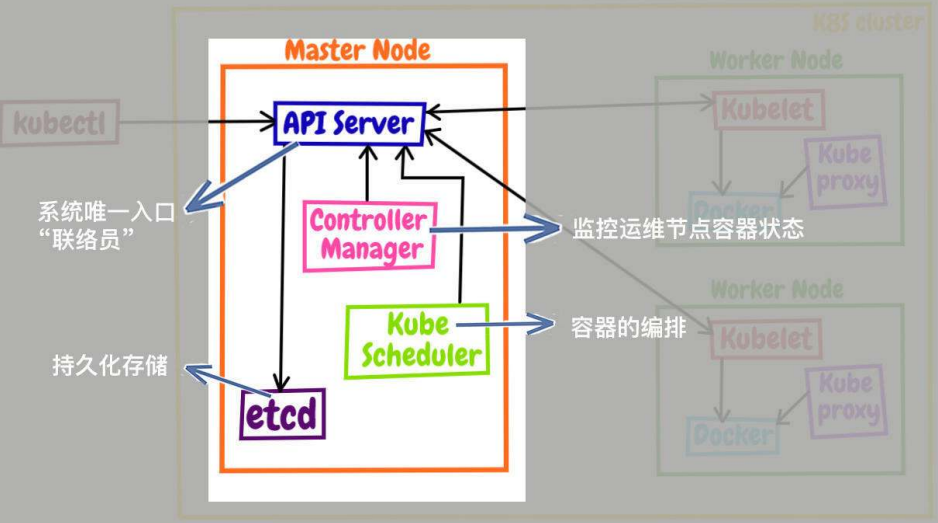 K8S cluster
Master Node
Worker Node
kubectl
API Server
Kubelet
Kube
proxy
Docker
系统唯一入口
“联络员”
Controller
Manager
监控运维节点容器状态
Worker Node
Kube
Scheduler
容器的编排
Kubelet
持久化存储
etcd
Kube
proxy
Docker